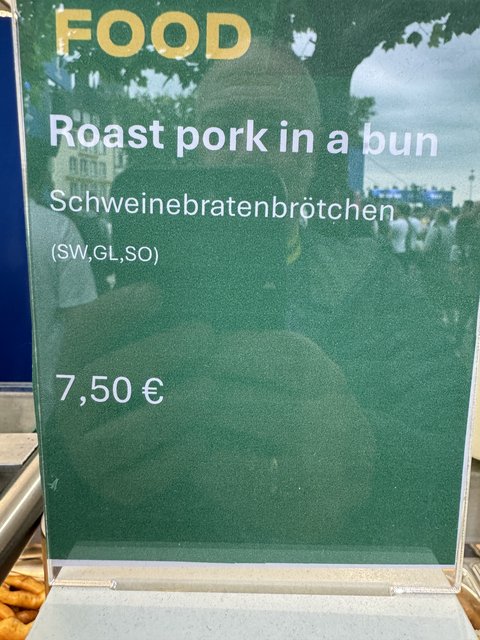 FOOD
Roast pork in a bun
Schweinebratenbrötchen
(SW,GL,SO)
7,50 €